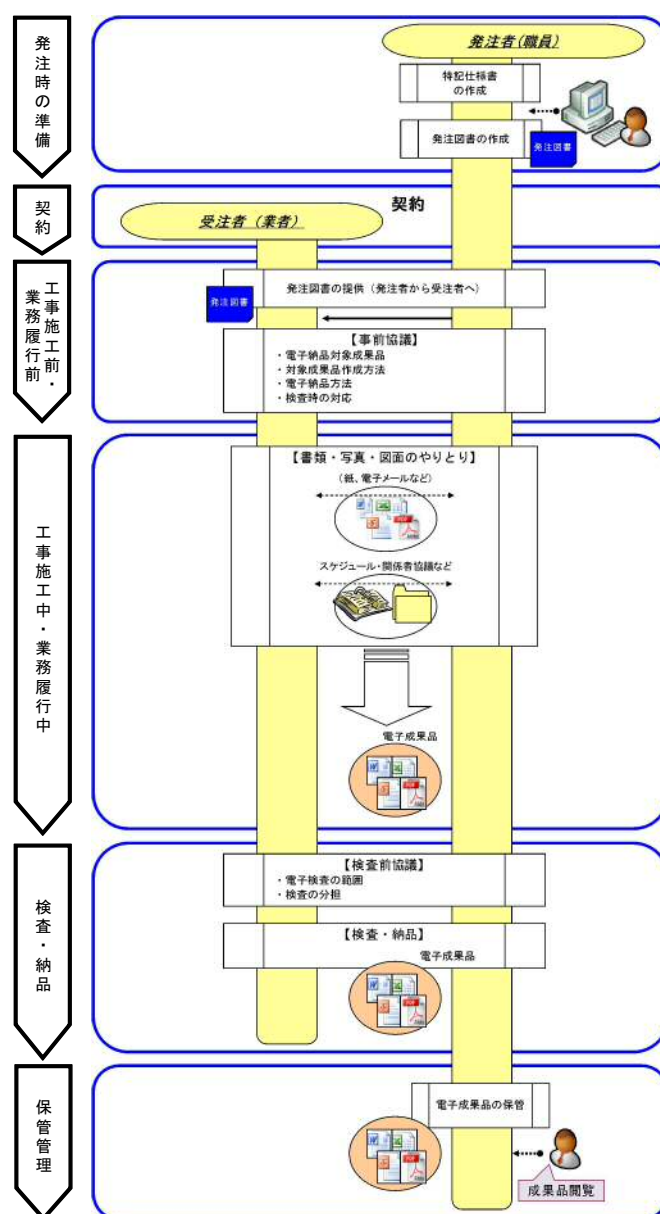 発注時の準備
発注者(職員)
特記仕様書
の作成
発注図書の作成
発注図書
契約
契約
受注者(業者)
工事施工前・
業務履行前
発注図書の提供(発注者から受注者へ)
発注図書
【事前協議】
・電子納品対象成果品
・対象成果品作成方法
・電子納品方法
・検査時の対応
工事施工中・業務履行中
【書類・写真・図面のやりとり】
(紙、電子メールなど)
PDF
スケジュール・関係者協議など
電子成果品
PDF
検査・納品
【検査前協議】
・電子検査の範囲
・検査の分担
【検査・納品】
電子成果品
PDF
保管管理
電子成果品の保管
PDF
成果品閲覧